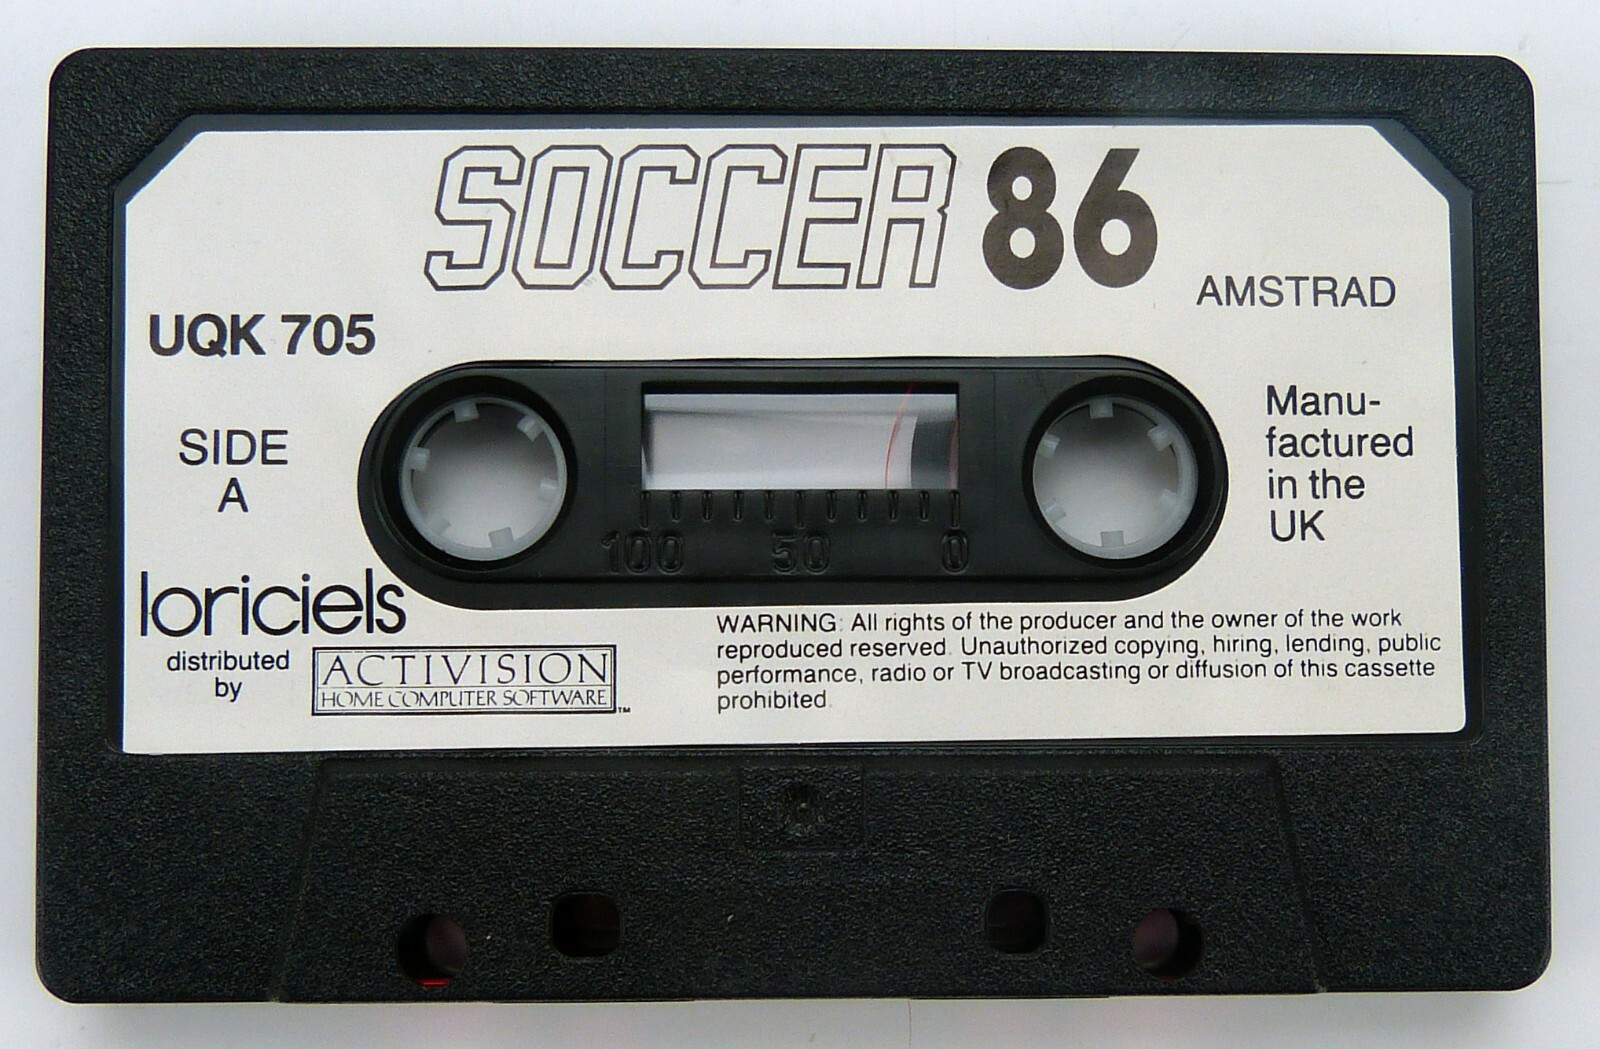 SOCCER 86
AMSTRAD
UQK 705
SIDE
A
Manu-
factured
in the
UK
100 50 0
loriciels
distributed
by
ACTIVISION
HOME COMPUTER SOFTWARE
TM
WARNING: All rights of the producer and the owner of the work
reproduced reserved. Unauthorized copying, hiring, lending, public
performance, radio or TV broadcasting or diffusion of this cassette
prohibited.